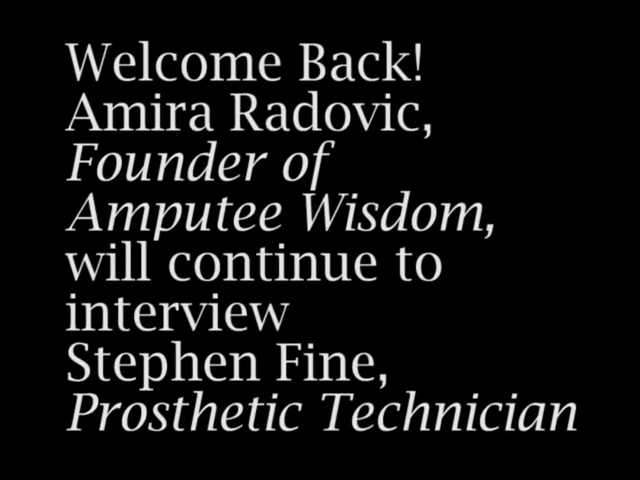 Welcome Back!
Amira Radovic,
Founder of
Amputee Wisdom,
will continue to
interview
Stephen Fine,
Prosthetic Technician